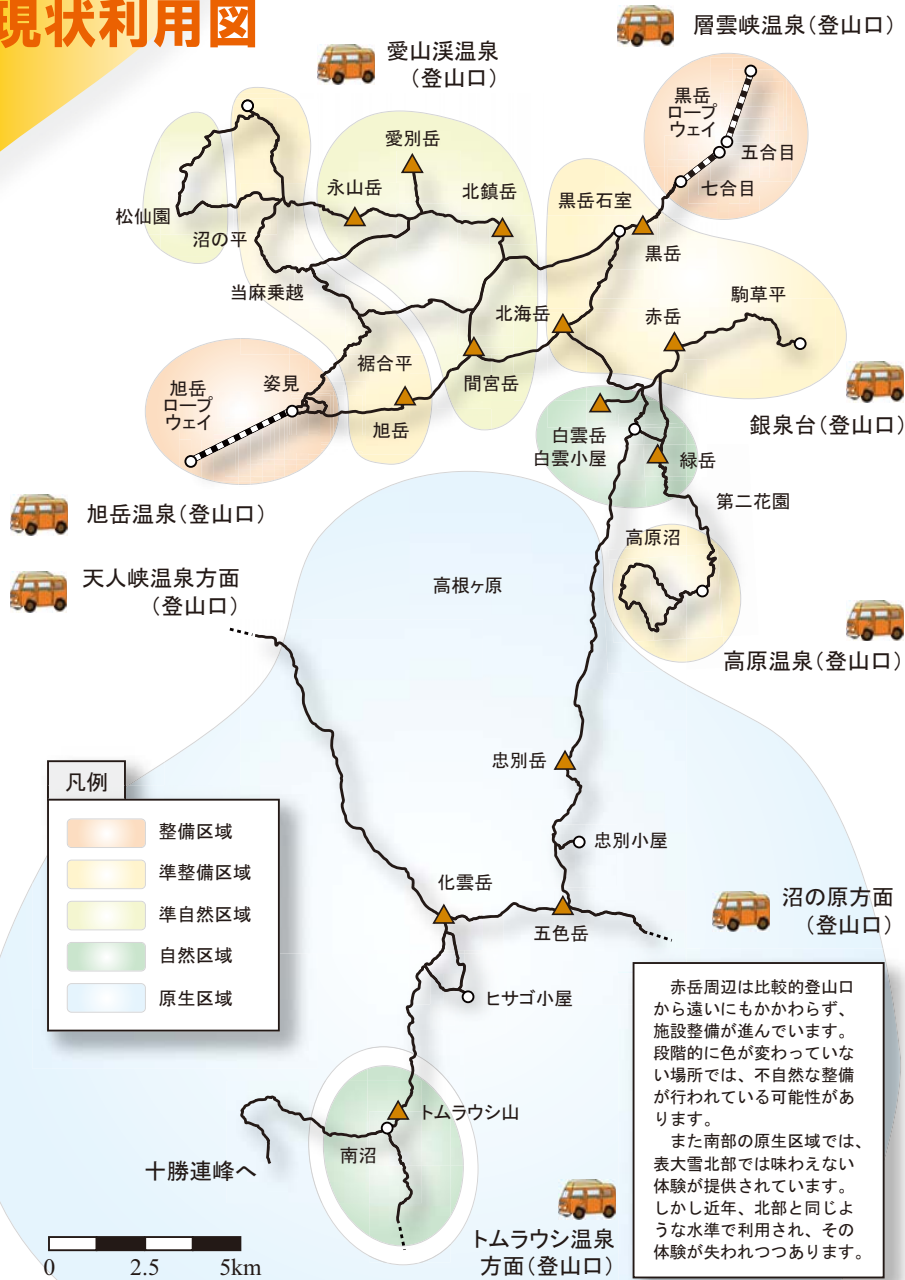 現状利用図
層雲峡温泉(登山口)
愛山渓温泉
(登山口)
黒岳
ロープ
ウェイ
五合目
七合目
愛別岳
永山岳
北鎮岳
黒岳石室
黒岳
松仙園
沼の平
当麻乗越
北海岳
赤岳
駒草平
裾合平
間宮岳
旭岳
ロープ
ウェイ
姿見
旭岳
銀泉台(登山口)
白雲岳
白雲小屋
緑岳
第二花園
旭岳温泉(登山口)
高原沼
天人峡温泉方面
(登山口)
高根ヶ原
高原温泉(登山口)
忠別岳
凡例
整備区域
準整備区域
準自然区域
自然区域
原生区域
忠別小屋
化雲岳
五色岳
沼の原方面
(登山口)
ヒサゴ小屋
赤岳周辺は比較的登山口
から遠いにもかかわらず、
施設整備が進んでいます。
段階的に色が変わっていな
い場所では、不自然な整備
が行われている可能性があ
ります。
また南部の原生区域では、
表大雪北部では味わえない
体験が提供されています。
しかし近年、北部と同じよ
うな水準で利用され、その
体験が失われつつあります。
トムラウシ山
南沼
十勝連峰へ
トムラウシ温泉
方面(登山口)
0 2.5 5km